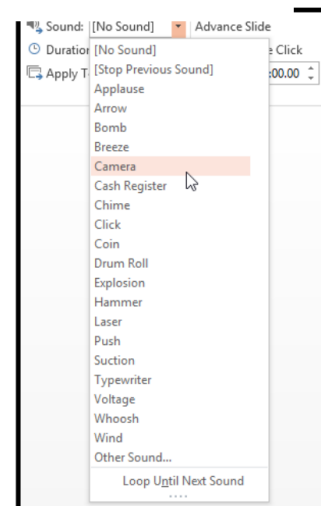 Sound: [No Sound] Advance Slide
Duration [No Sound] Click
Apply T [Stop Previous Sound] :00.00
Applause
Arrow
Bomb
Breeze
Camera
Cash Register
Chime
Click
Coin
Drum Roll
Explosion
Hammer
Laser
Push
Suction
Typewriter
Voltage
Whoosh
Wind
Other Sound...
Loop Until Next Sound